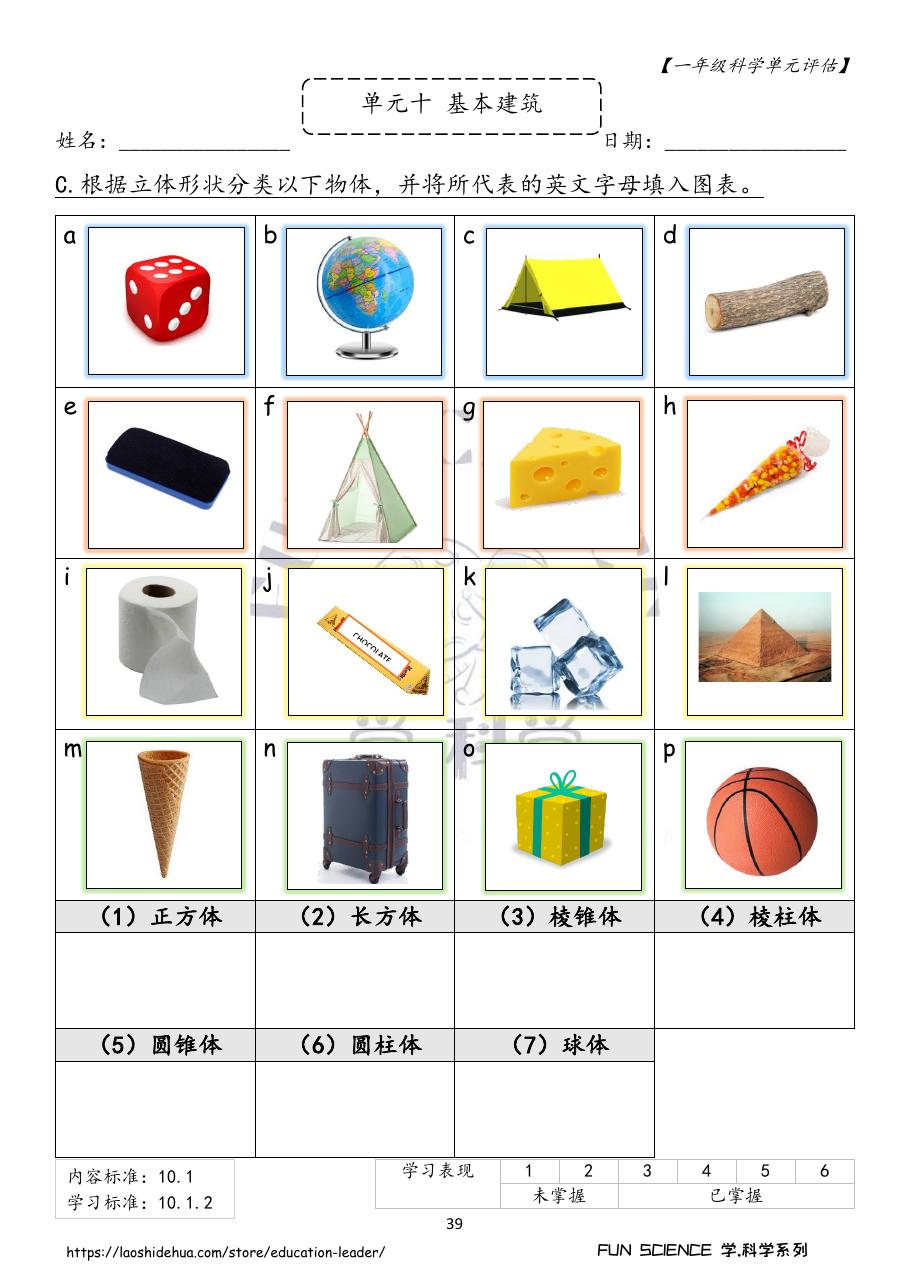 【一年级科学单元评估】
单元十 基本建筑
姓名：________________ 日期：_________________
C.根据立体形状分类以下物体，并将所代表的英文字母填入图表。
a b c d
e f g h
CHOCOLATE
i j k l
m n o p
学.科学
（1）正方体 （2）长方体 （3）棱锥体 （4）棱柱体
（5）圆锥体 （6）圆柱体 （7）球体
内容标准：10.1
学习标准：10.1.2
学习表现 1 2 3 4 5 6
未掌握 已掌握
39
https://laoshidehua.com/store/education-leader/ FUN SCIENCE 学.科学系列